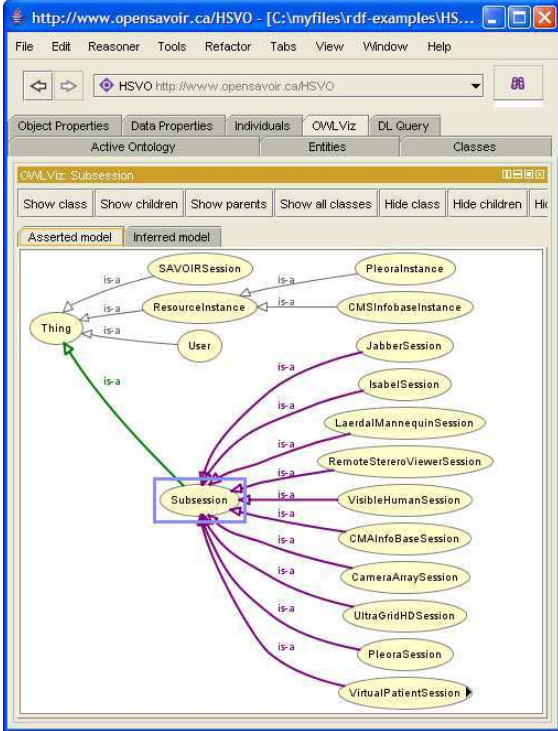 http://www.opensavoir.ca/HSVO - [C:\myfiles\rdf-examples\HS...
File Edit Reasoner Tools Refactor Tabs View Window Help
HSVO http://www.opensavoir.ca/HSVO
Object Properties Data Properties Individuals OWLViz DL Query
Active Ontology Entities Classes
OWLViz: Subsession
Show class Show children Show parents Show all classes Hide class Hide children Hid
Asserted model Inferred model
SAVOIRSession
is-a
PleoraInstance
is-a
ResourceInstance
is-a
CMSInfobaseInstance
is-a
Thing
is-a
User
JabberSession
is-a
is-a
IsabelSession
is-a
LaerdalMannequinSession
is-a
RemoteStereroViewerSession
is-a
Subsession
is-a
VisibleHumanSession
is-a
CMAInfoBaseSession
is-a
CameraArraySession
is-a
UltraGridHDSession
is-a
PleoraSession
is-a
VirtualPatientSession